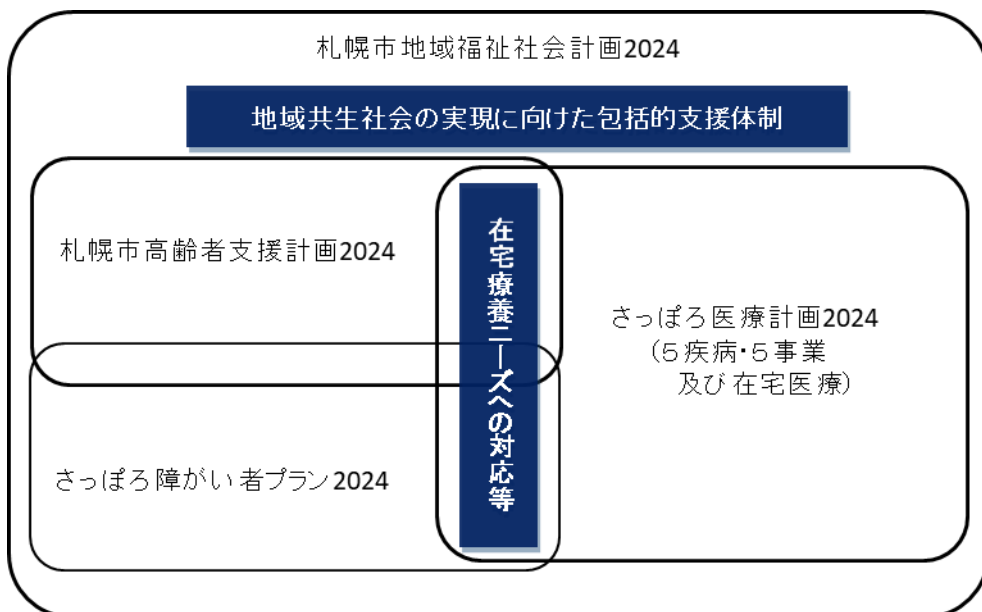 札幌市地域福祉社会計画2024
地域共生社会の実現に向けた包括的支援体制
札幌市高齢者支援計画2024
在宅療養ニーズへの対応等
さっぽろ医療計画2024
(5疾病・5事業
及び在宅医療)
さっぽろ障がい者プラン2024